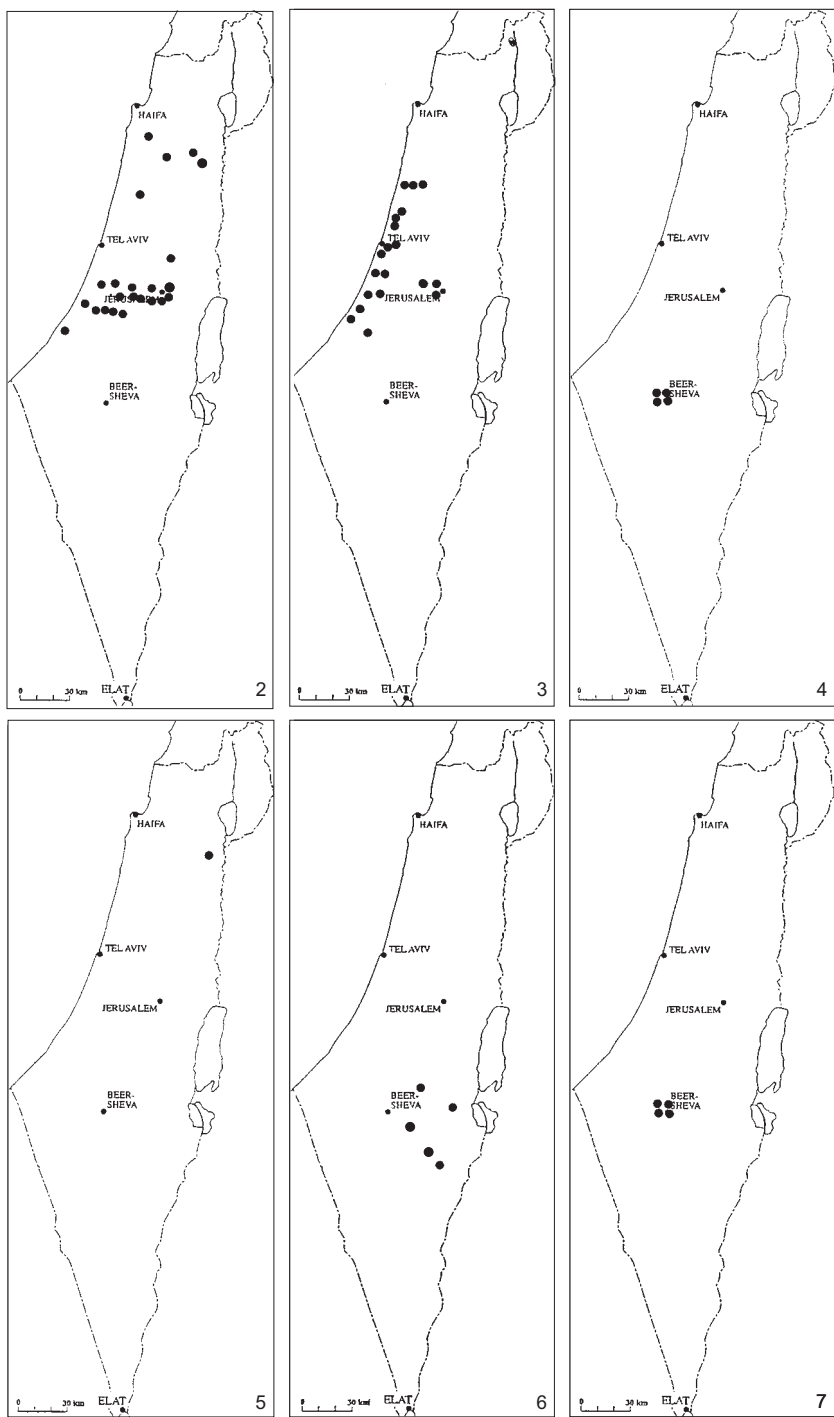 HAIFA
TEL AVIV
JERUSALEM
BEER-
SHEVA
ELAT
0 30 km
2
HAIFA
TEL AVIV
JERUSALEM
BEER-
SHEVA
ELAT
0 30 km
3
HAIFA
TEL AVIV
JERUSALEM
BEER-
SHEVA
ELAT
0 30 km
4
HAIFA
TEL AVIV
JERUSALEM
BEER-
SHEVA
ELAT
0 30 km
5
HAIFA
TEL AVIV
JERUSALEM
BEER-
SHEVA
ELAT
0 30 km
6
HAIFA
TEL AVIV
JERUSALEM
BEER-
SHEVA
ELAT
0 30 km
7